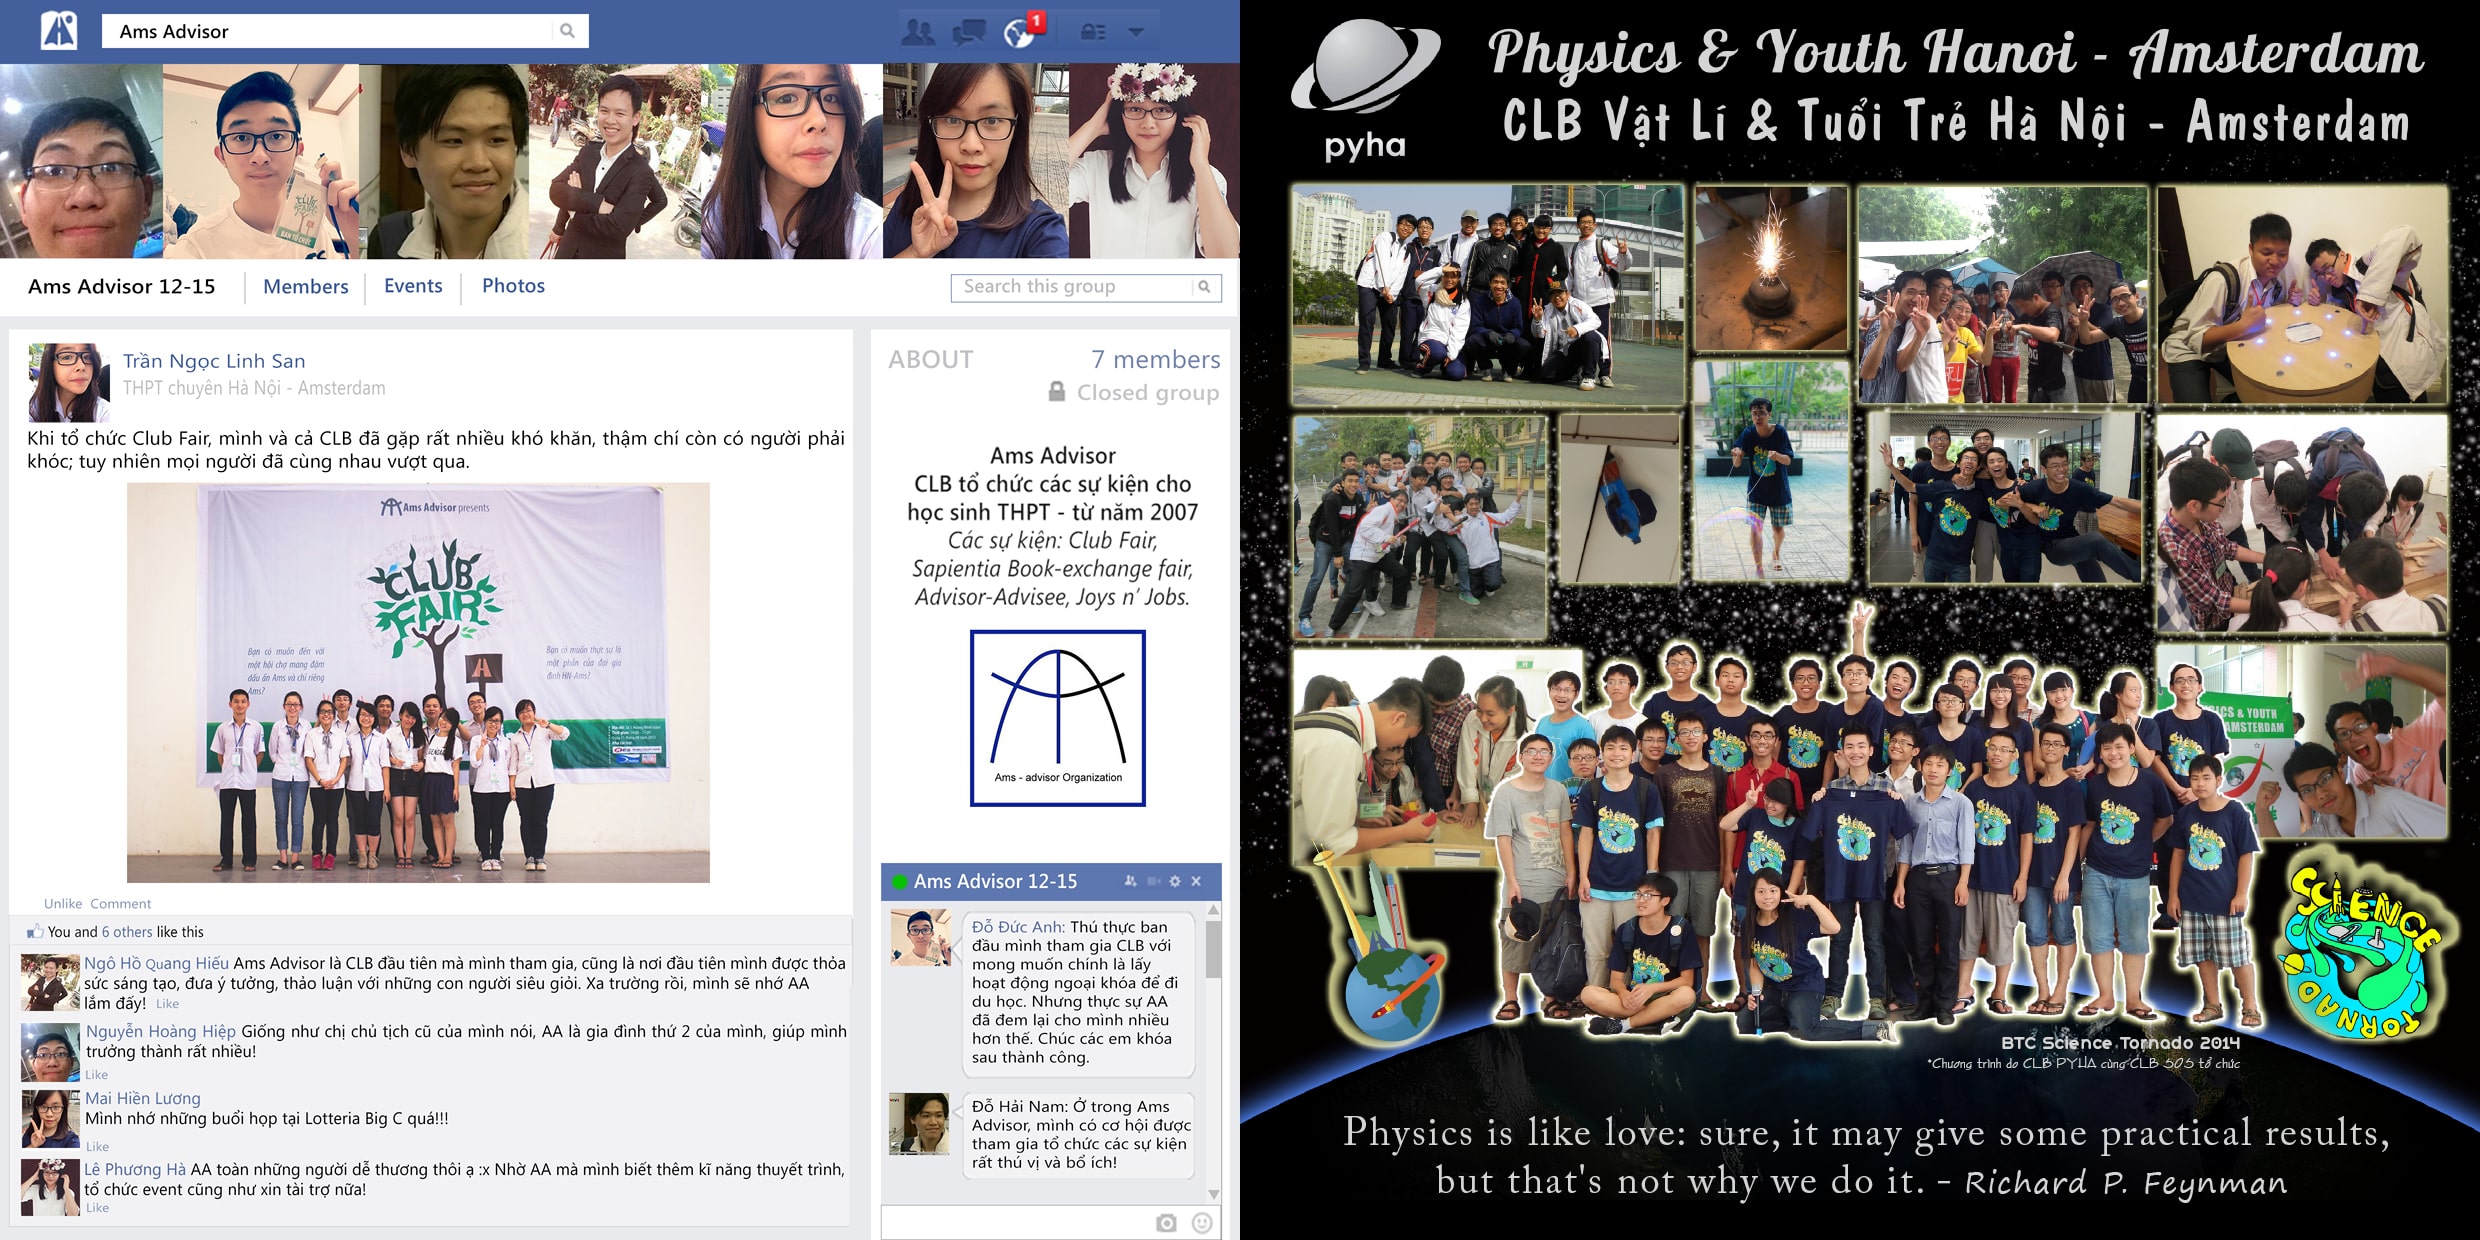 Ams Advisor
1
Ams Advisor 12-15
Members
Events
Photos
Search this group
Trần Ngọc Linh San
THPT chuyên Hà Nội - Amsterdam
Khi tổ chức Club Fair, mình và cả CLB đã gặp rất nhiều khó khăn, thậm chí còn có người phải
khóc; tuy nhiên mọi người đã cùng nhau vượt qua.
Ams Advisor presents
CLUB
FAIR
Bạn có muốn đến với
một hội chợ mang đậm
dấu ấn Ams và chỉ riêng
Ams?
Bạn có muốn thực sự là
một phần của đại gia
đình HN-Ams?
Unlike Comment
You and 6 others like this
Ngô Hồ Quang Hiếu Ams Advisor là CLB đầu tiên mà mình tham gia, cũng là nơi đầu tiên mình được thỏa
sức sáng tạo, đưa ý tưởng, thảo luận với những con người siêu giỏi. Xa trường rồi, mình sẽ nhớ AA
lắm đấy! Like
Nguyễn Hoàng Hiệp Giống như chị chủ tịch cũ của mình nói, AA là gia đình thứ 2 của mình, giúp mình
trưởng thành rất nhiều!
Like
Mai Hiền Lương
Mình nhớ những buổi họp tại Lotteria Big C quá!!!
Like
Lê Phương Hà AA toàn những người dễ thương thôi ạ :x Nhờ AA mà mình biết thêm kĩ năng thuyết trình,
tổ chức event cũng như xin tài trợ nữa!
Like
ABOUT
7 members
Closed group
Ams Advisor
CLB tổ chức các sự kiện cho
học sinh THPT - từ năm 2007
Các sự kiện: Club Fair,
Sapientia Book-exchange fair,
Advisor-Advisee, Joys n' Jobs.
Ams - advisor Organization
Ams Advisor 12-15
Đỗ Đức Anh: Thú thực ban
đầu mình tham gia CLB với
mong muốn chính là lấy
hoạt động ngoại khóa để đi
du học. Nhưng thực sự AA
đã đem lại cho mình nhiều
hơn thế. Chúc các em khóa
sau thành công.
Đỗ Hải Nam: Ở trong Ams
Advisor, mình có cơ hội được
tham gia tổ chức các sự kiện
rất thú vị và bổ ích!
pyha
Physics & Youth Hanoi - Amsterdam
CLB Vật Lí & Tuổi Trẻ Hà Nội - Amsterdam
SCIENCE
TORNADO
BTC Science Tornado 2014
*Chương trình do CLB PYHA cùng CLB SOS tổ chức
Physics is like love: sure, it may give some practical results,
but that's not why we do it. - Richard P. Feynman